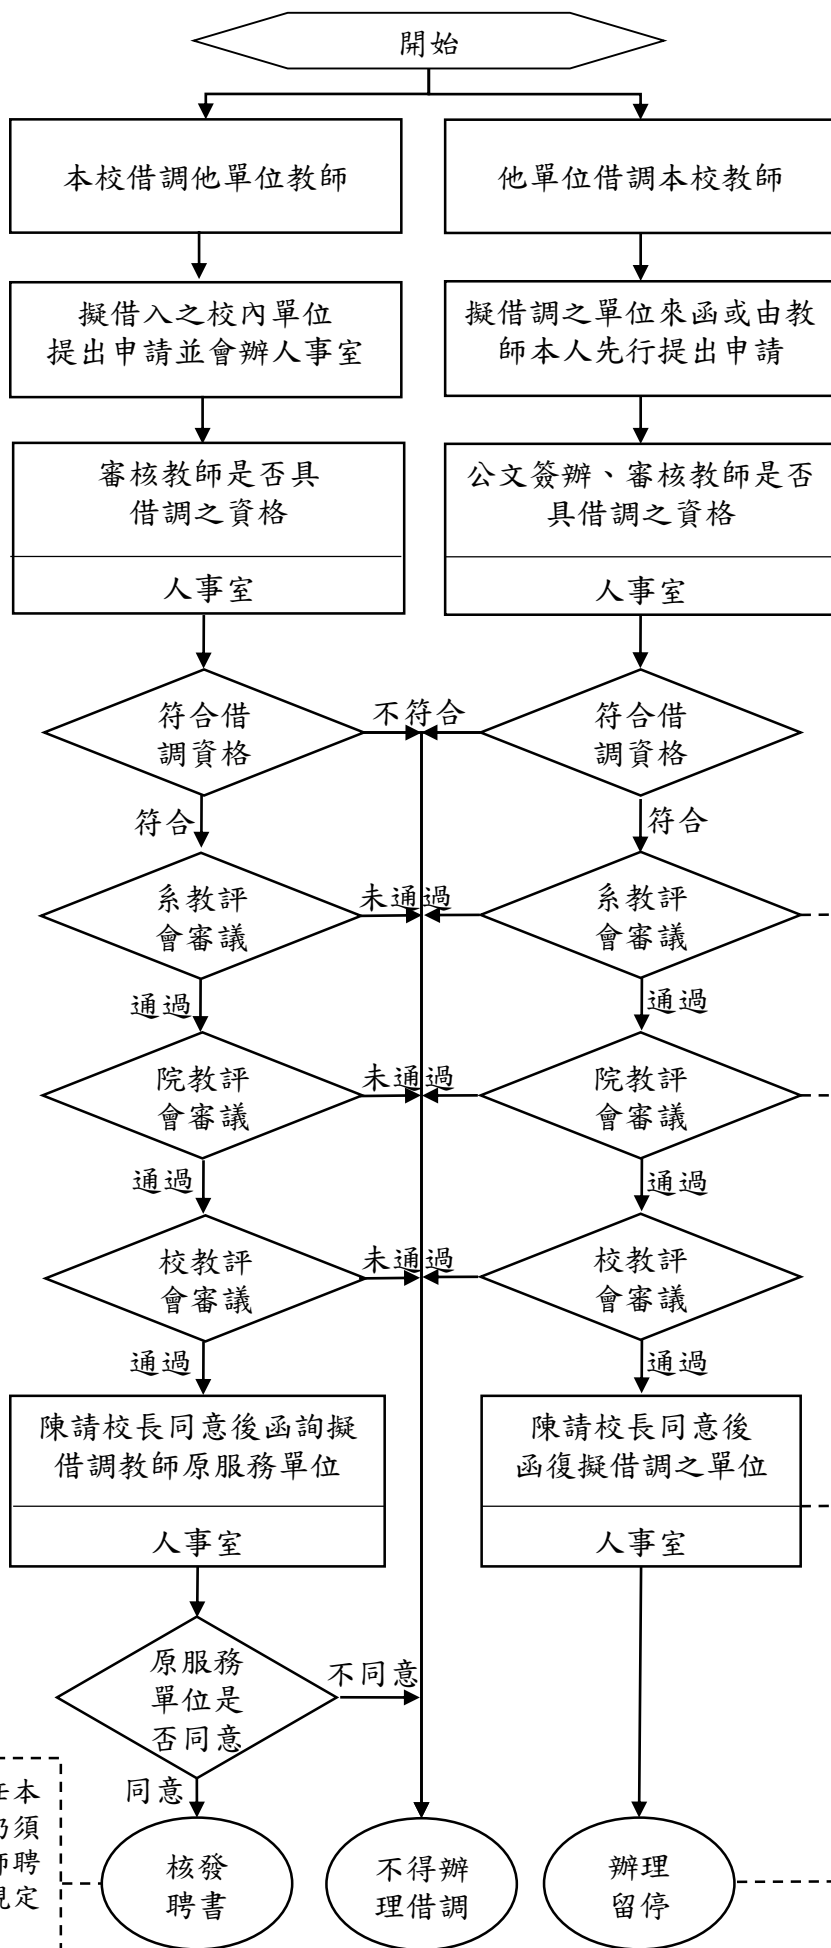 開始
本校借調他單位教師
他單位借調本校教師
擬借入之校內單位
提出申請並會辦人事室
擬借調之單位來函或由教
師本人先行提出申請
審核教師是否具
借調之資格
人事室
公文簽辦、審核教師是否
具借調之資格
人事室
符合借
調資格
不符合
符合借
調資格
符合
符合
系教評
會審議
未通過
系教評
會審議
通過
通過
院教評
會審議
未通過
院教評
會審議
通過
通過
校教評
會審議
未通過
校教評
會審議
通過
通過
陳請校長同意後函詢擬
借調教師原服務單位
人事室
陳請校長同意後
函復擬借調之單位
人事室
原服務
單位是
否同意
不同意
同意
本
仍須
師聘
規定
核發
聘書
不得辦
理借調
辦理
留停